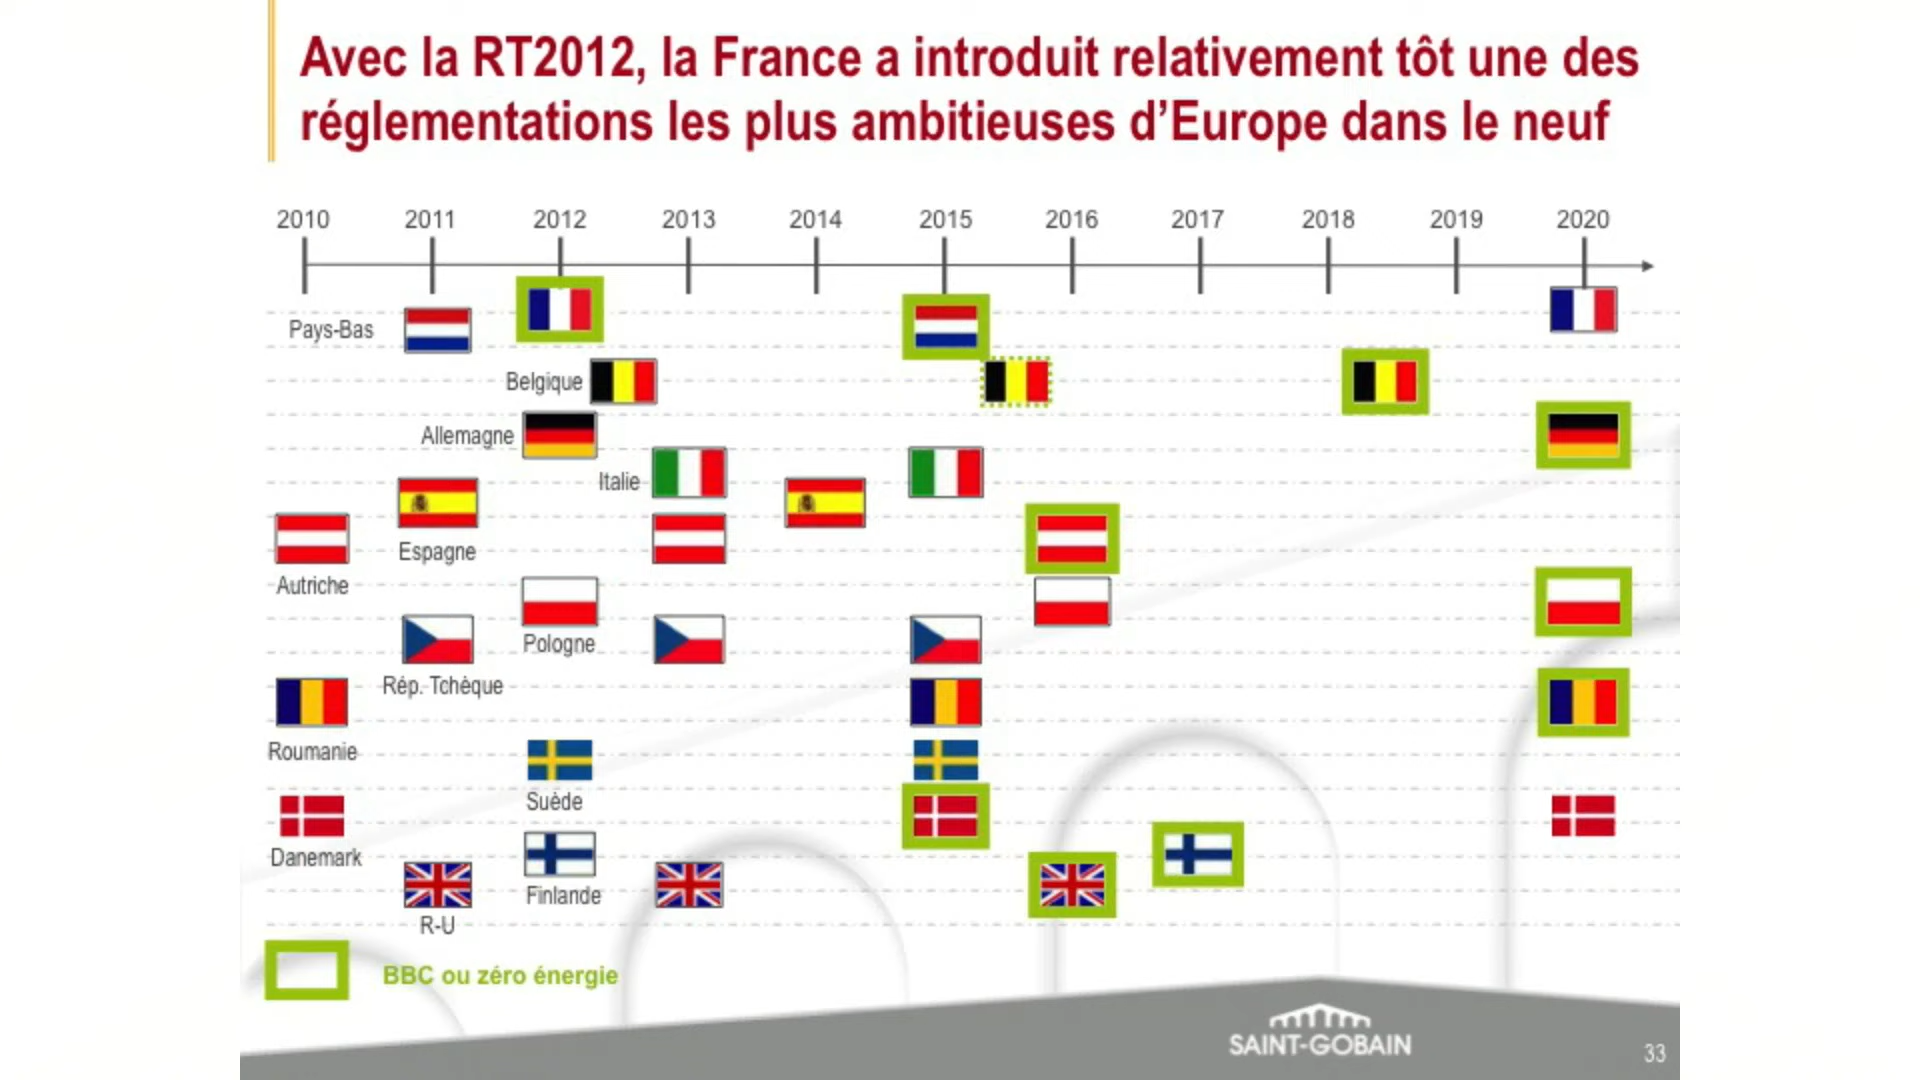 Avec la RT2012, la France a introduit relativement tôt une des
réglementations les plus ambitieuses d'Europe dans le neuf
2010 2011 2012 2013 2014 2015 2016 2017 2018 2019 2020
Pays-Bas
Belgique
Allemagne
Italie
Espagne
Autriche
Pologne
Rép. Tchèque
Roumanie
Suède
Danemark
Finlande
R-U
BBC ou zéro énergie
SAINT-GOBAIN
33